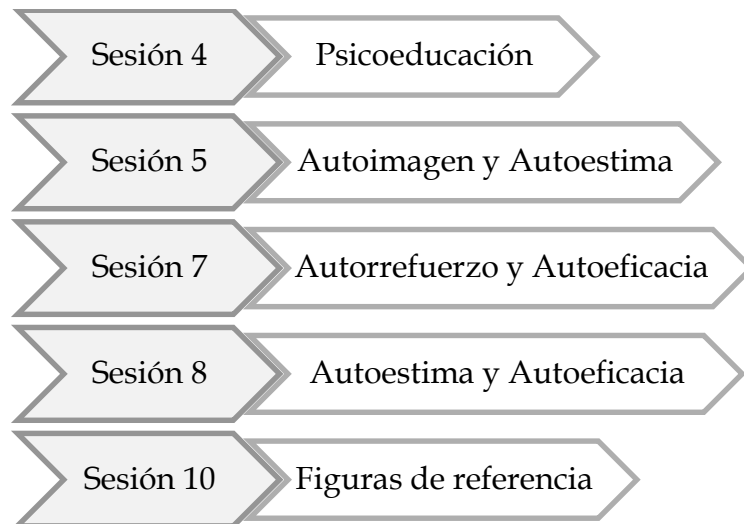 Sesión 4 Psicoeducación
Sesión 5 Autoimagen y Autoestima
Sesión 7 Autorrefuerzo y Autoeficacia
Sesión 8 Autoestima y Autoeficacia
Sesión 10 Figuras de referencia